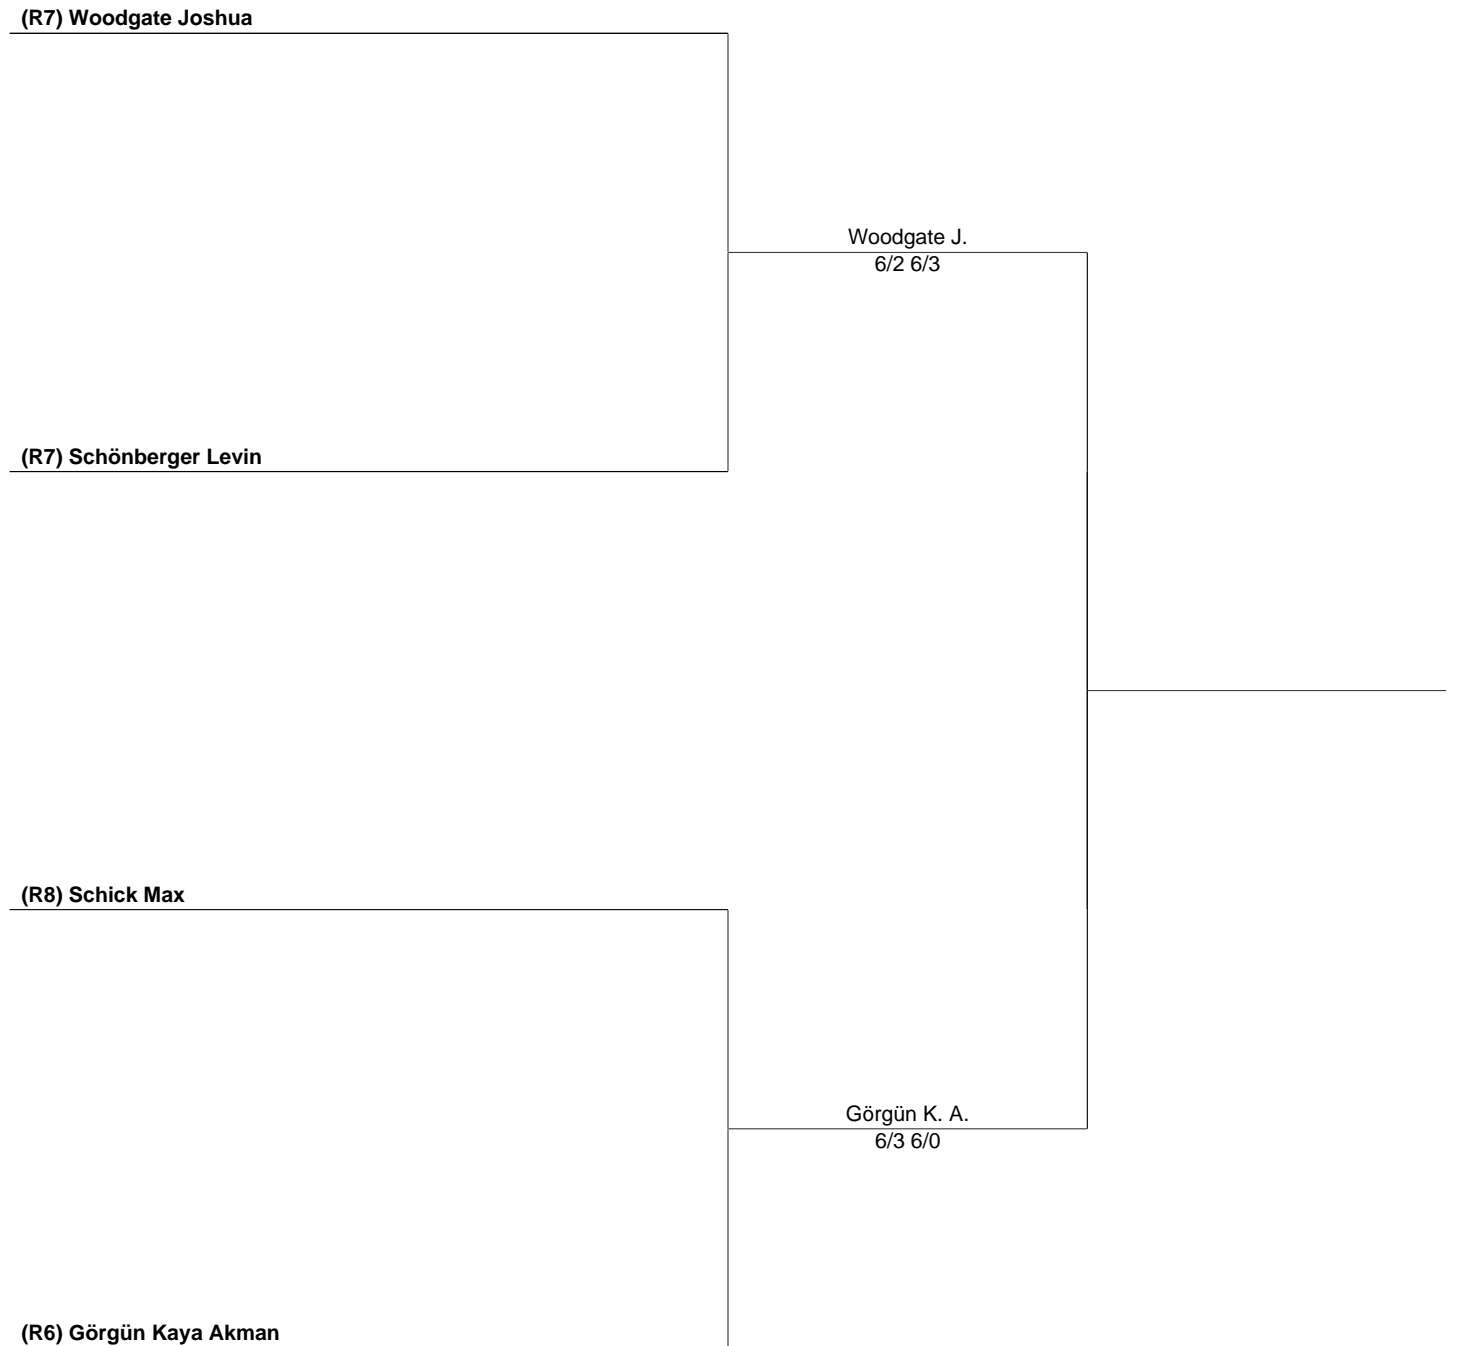 (R7) Woodgate Joshua
Woodgate J.
6/2 6/3
(R7) Schönberger Levin
(R8) Schick Max
Görgün K. A.
6/3 6/0
(R6) Görgün Kaya Akman